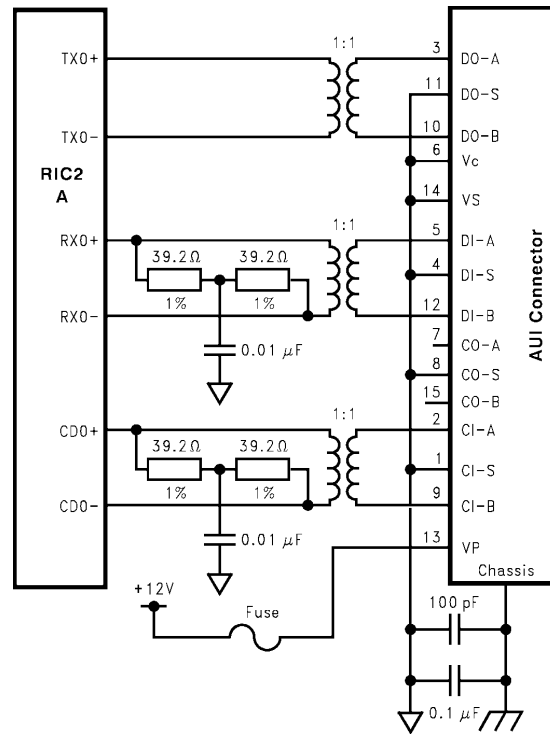 1:1
TX0+
3
DO-A
11
DO-S
TX0-
10
DO-B
6
Vc
RIC2
A
14
VS
1:1
RX0+
5
DI-A
39.2Ω
39.2Ω
4
DI-S
1%
1%
RX0-
12
DI-B
7
CO-A
0.01 μF
8
CO-S
15
CO-B
1:1
CD0+
2
CI-A
39.2Ω
39.2Ω
1
CI-S
1%
1%
CD0-
9
CI-B
0.01 μF
13
VP
AUI Connector
Chassis
+12V
Fuse
100 pF
0.1 μF